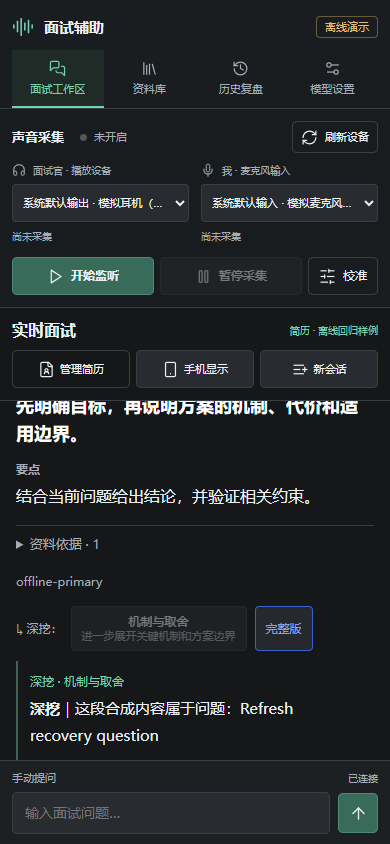 面试辅助
离线演示
面试工作区
资料库
历史复盘
模型设置
声音采集
未开启
刷新设备
面试官 · 播放设备
我 · 麦克风输入
系统默认输出 · 模拟耳机（...
系统默认输入 · 模拟麦克风...
尚未采集
尚未采集
开始监听
暂停采集
校准
实时面试
简历 · 离线回归样例
管理简历
手机显示
新会话
先明确目标，再说明方案的机制、代价和适
用边界。
要点
结合当前问题给出结论，并验证相关约束。
资料依据 · 1
offline-primary
深挖：
机制与取舍
进一步展开关键机制和方案边界
完整版
深挖 · 机制与取舍
深挖｜这段合成内容属于问题：Refresh
recovery question
手动提问
已连接
输入面试问题...